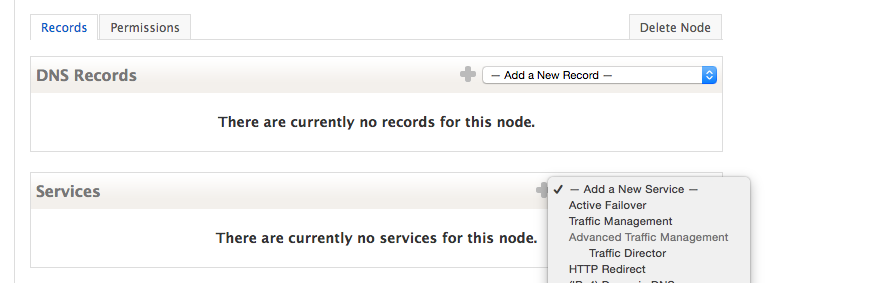 Records Permissions Delete Node
DNS Records — Add a New Record —
There are currently no records for this node.
Services ✓ — Add a New Service —
Active Failover
Traffic Management
There are currently no services for this node.
Advanced Traffic Management
Traffic Director
HTTP Redirect